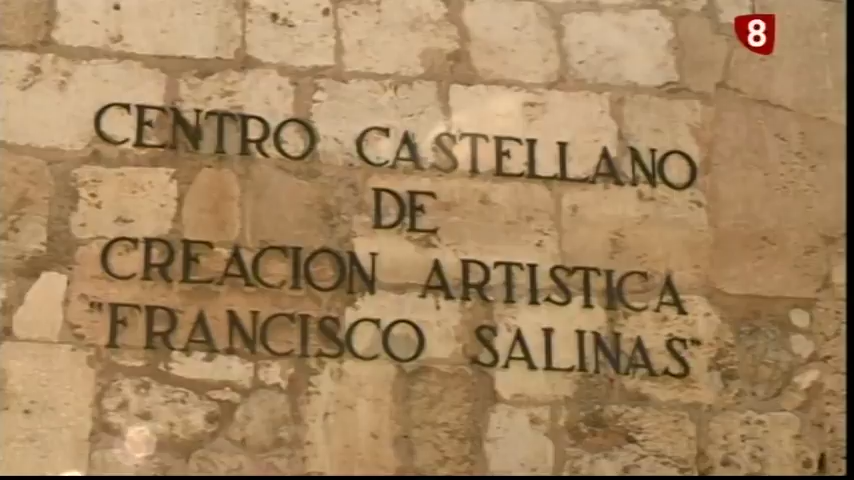 8
CENTRO CASTELLANO
DE
CREACION ARTISTICA
"FRANCISCO SALINAS"